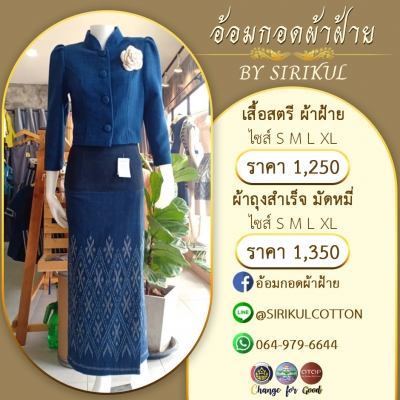 อ้อมกอดผ้าฝ้าย
BY SIRIKUL
เสื้อสตรี ผ้าฝ้าย
ไซส์ S M L XL
ราคา 1,250
ผ้าถุงสำเร็จ มัดหมี่
ไซส์ S M L XL
ราคา 1,350
อ้อมกอดผ้าฝ้าย
LINE
@SIRIKULCOTTON
064-979-6644
OTOP
Change for Good